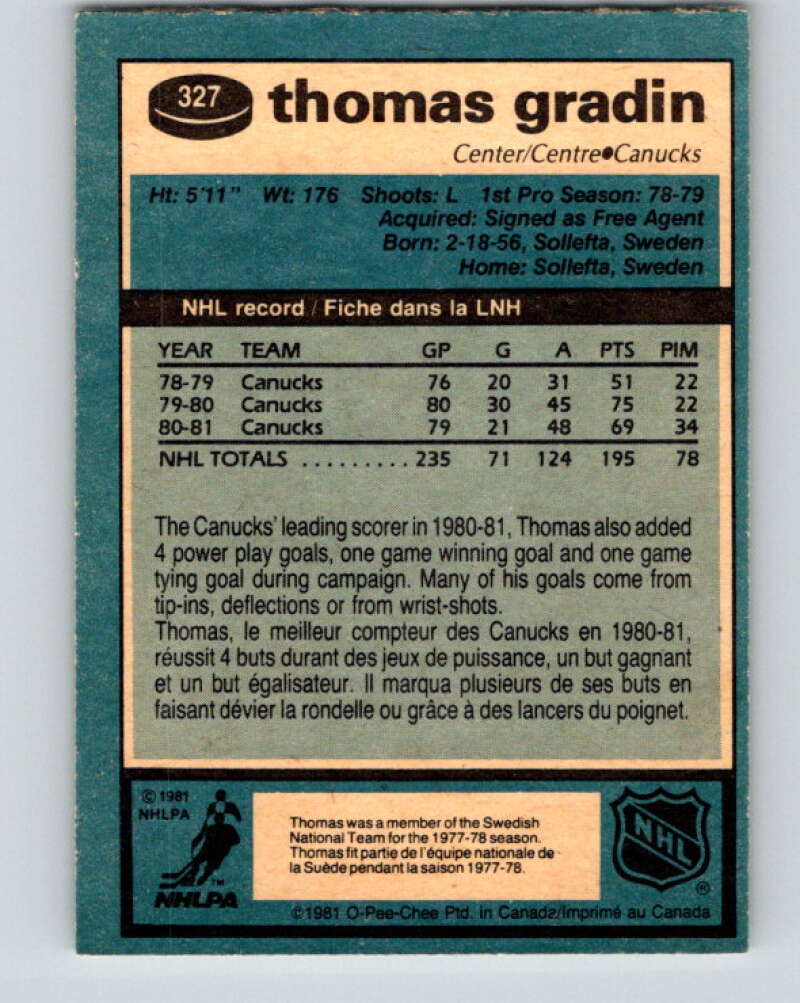 327 thomas gradin
Center/Centre●Canucks
Ht: 5'11" Wt: 176 Shoots: L 1st Pro Season: 78-79
Acquired: Signed as Free Agent
Born: 2-18-56, Sollefta, Sweden
Home: Sollefta, Sweden
NHL record / Fiche dans la LNH
YEAR TEAM GP G A PTS PIM
78-79 Canucks 76 20 31 51 22
79-80 Canucks 80 30 45 75 22
80-81 Canucks 79 21 48 69 34
NHL TOTALS .......... 235 71 124 195 78
The Canucks' leading scorer in 1980-81, Thomas also added
4 power play goals, one game winning goal and one game
tying goal during campaign. Many of his goals come from
tip-ins, deflections or from wrist-shots.
Thomas, le meilleur compteur des Canucks en 1980-81,
réussit 4 buts durant des jeux de puissance, un but gagnant
et un but égalisateur. Il marqua plusieurs de ses buts en
faisant dévier la rondelle ou grâce à des lancers du poignet.
© 1981
NHLPA
TM
NHLPA
Thomas was a member of the Swedish
National Team for the 1977-78 season.
Thomas fit partie de l'équipe nationale de
la Suède pendant la saison 1977-78.
NHL
®
©1981 O-Pee-Chee Ptd. in Canada/Imprimé au Canada